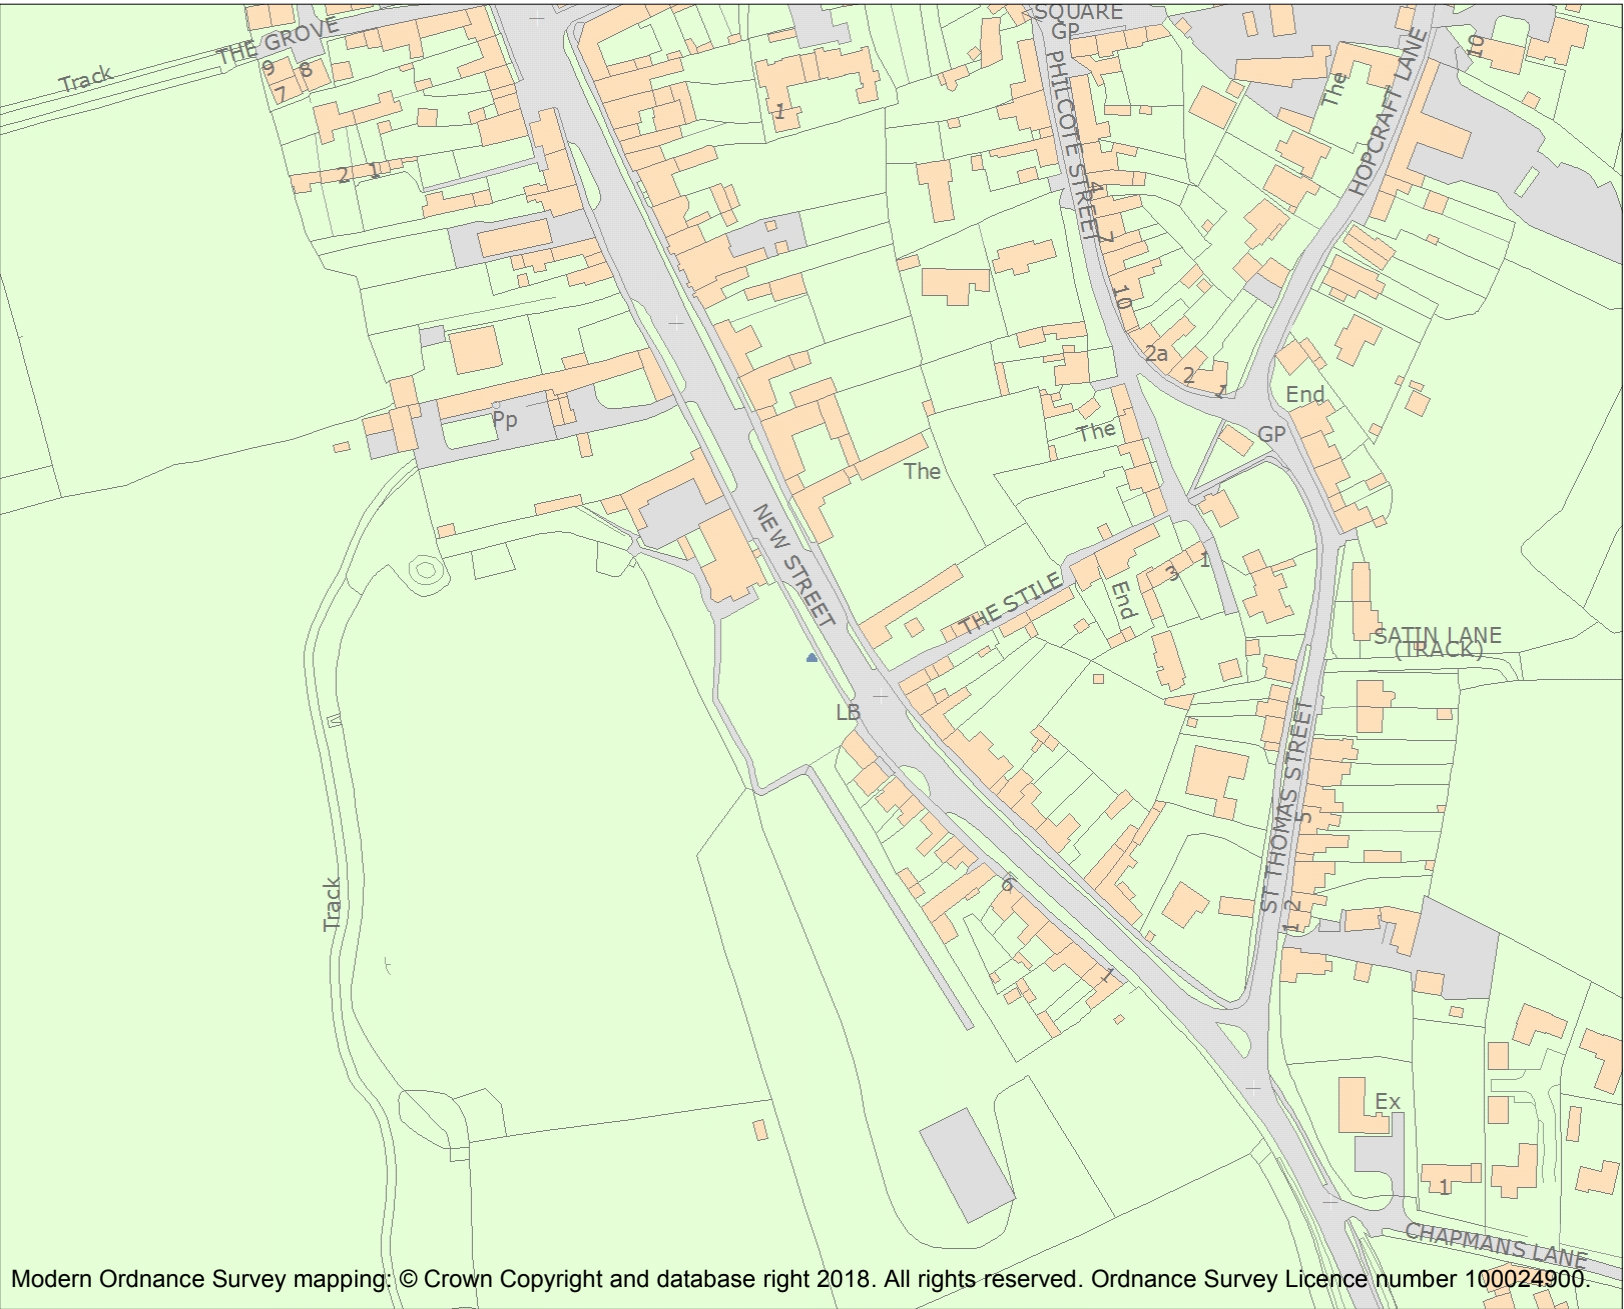 SQUARE
GP
THE GROVE
Track
9
8
7
10
1
The
HOPCRAFT LANE
PHILCOTE STREET
2
1
4
7
10
2a
2
1
End
Pp
The
GP
The
NEW STREET
1
3
THE STILE
End
SATIN LANE
(TRACK)
LB
ST THOMAS STREET
5
6
Track
2
1
1
Ex
1
CHAPMANS LANE
Modern Ordnance Survey mapping: © Crown Copyright and database right 2018. All rights reserved. Ordnance Survey Licence number 100024900.